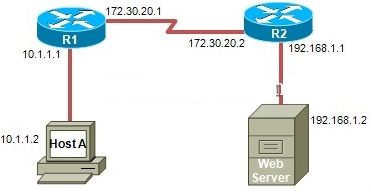 172.30.20.1
R1
R2
10.1.1.1
172.30.20.2
192.168.1.1
!!
10.1.1.2
Host A
192.168.1.2
Web
Server